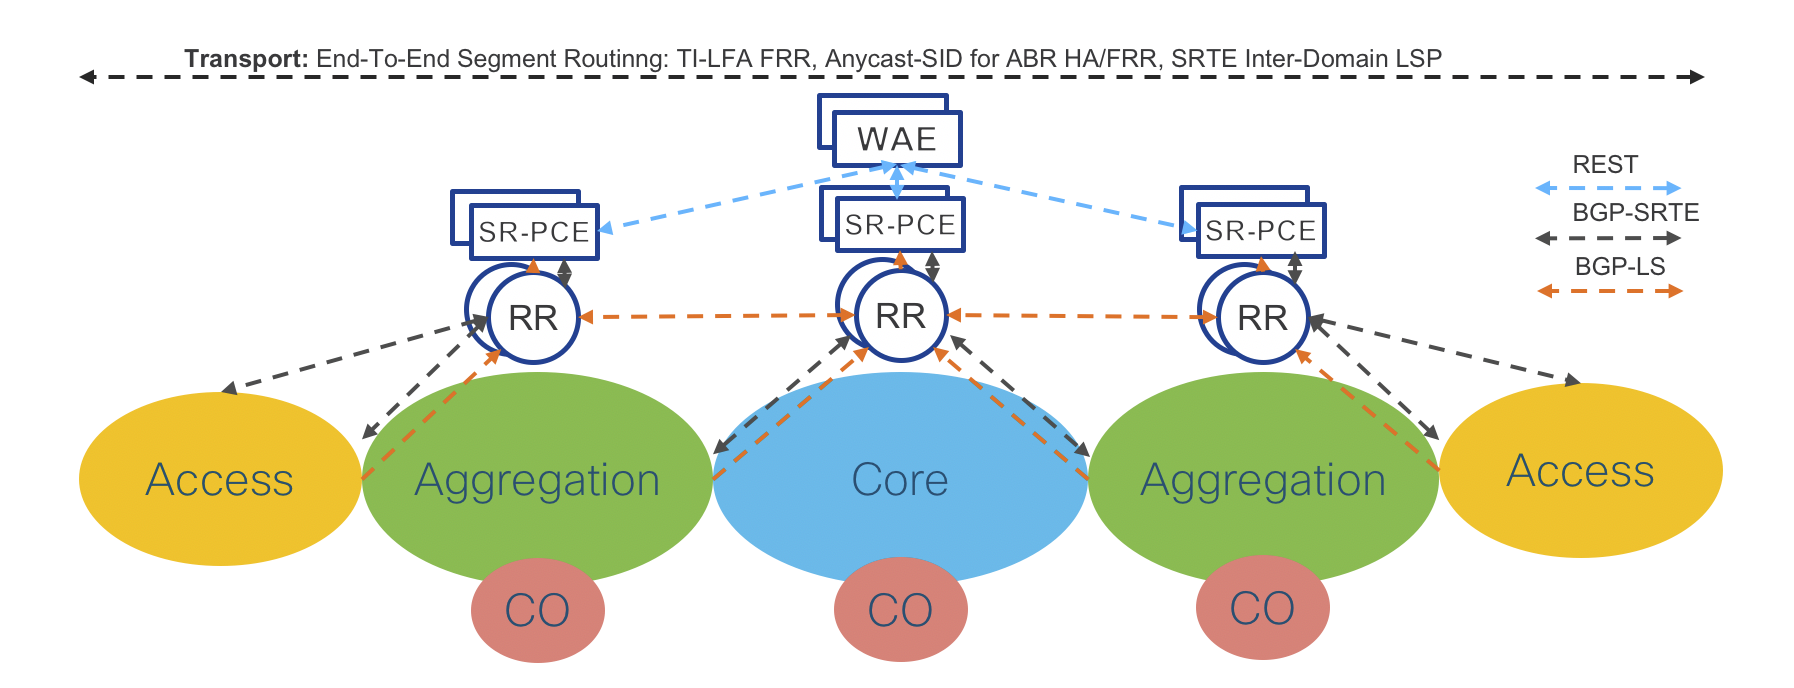 Transport: End-To-End Segment Routinng: TI-LFA FRR, Anycast-SID for ABR HA/FRR, SRTE Inter-Domain LSP
WAE
REST
BGP-SRTE
BGP-LS
SR-PCE
SR-PCE
SR-PCE
RR
RR
RR
Access
Aggregation
Core
Aggregation
Access
CO
CO
CO